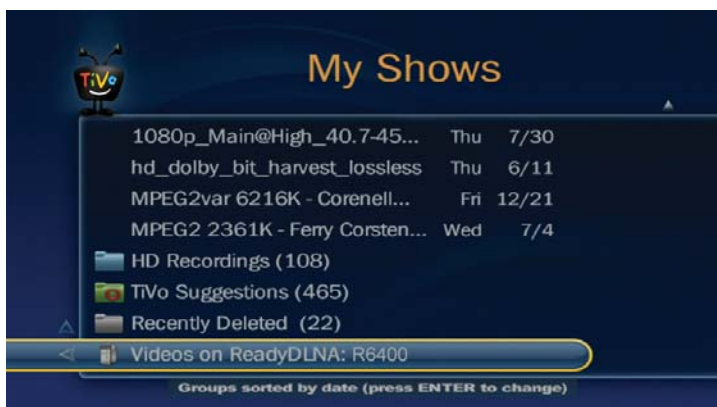 TiVo
My Shows
1080p_Main@High_40.7-45... Thu 7/30
hd_dolby_bit_harvest_lossless Thu 6/11
MPEG2var 6216K - Corenell... Fri 12/21
MPEG2 2361K - Ferry Corsten... Wed 7/4
HD Recordings (108)
TiVo Suggestions (465)
Recently Deleted (22)
Videos on ReadyDLNA: R6400
Groups sorted by date (press ENTER to change)